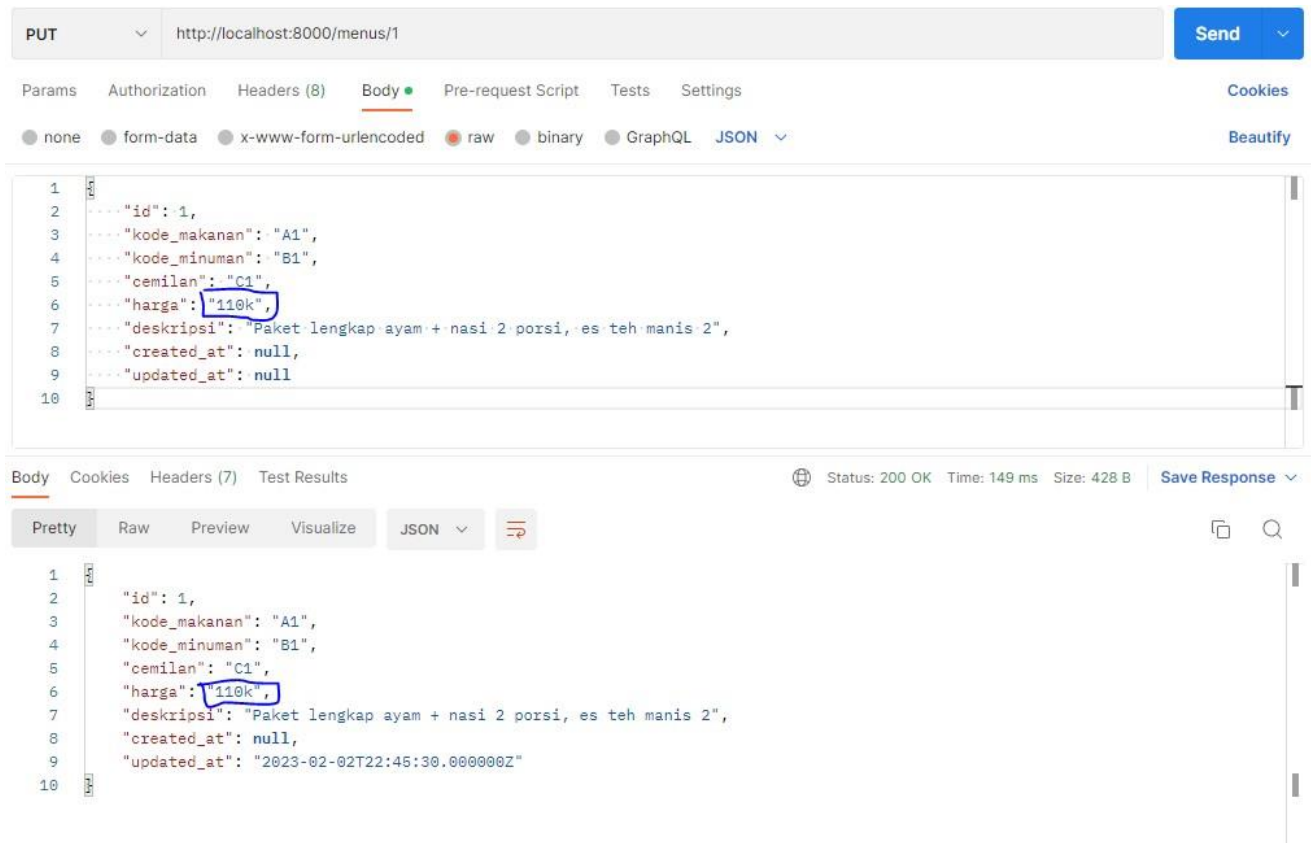 PUT http://localhost:8000/menus/1 Send
Params Authorization Headers (8) Body Pre-request Script Tests Settings Cookies
none form-data x-www-form-urlencoded raw binary GraphQL JSON Beautify
1 {
2 "id": 1,
3 "kode_makanan": "A1",
4 "kode_minuman": "B1",
5 "cemilan": "C1",
6 "harga": "110k",
7 "deskripsi": "Paket lengkap ayam + nasi 2 porsi, es teh manis 2",
8 "created_at": null,
9 "updated_at": null
10 }
Body Cookies Headers (7) Test Results Status: 200 OK Time: 149 ms Size: 428 B Save Response
Pretty Raw Preview Visualize JSON
1 {
2 "id": 1,
3 "kode_makanan": "A1",
4 "kode_minuman": "B1",
5 "cemilan": "C1",
6 "harga": "110k",
7 "deskripsi": "Paket lengkap ayam + nasi 2 porsi, es teh manis 2",
8 "created_at": null,
9 "updated_at": "2023-02-02T22:45:30.000000Z"
10 }